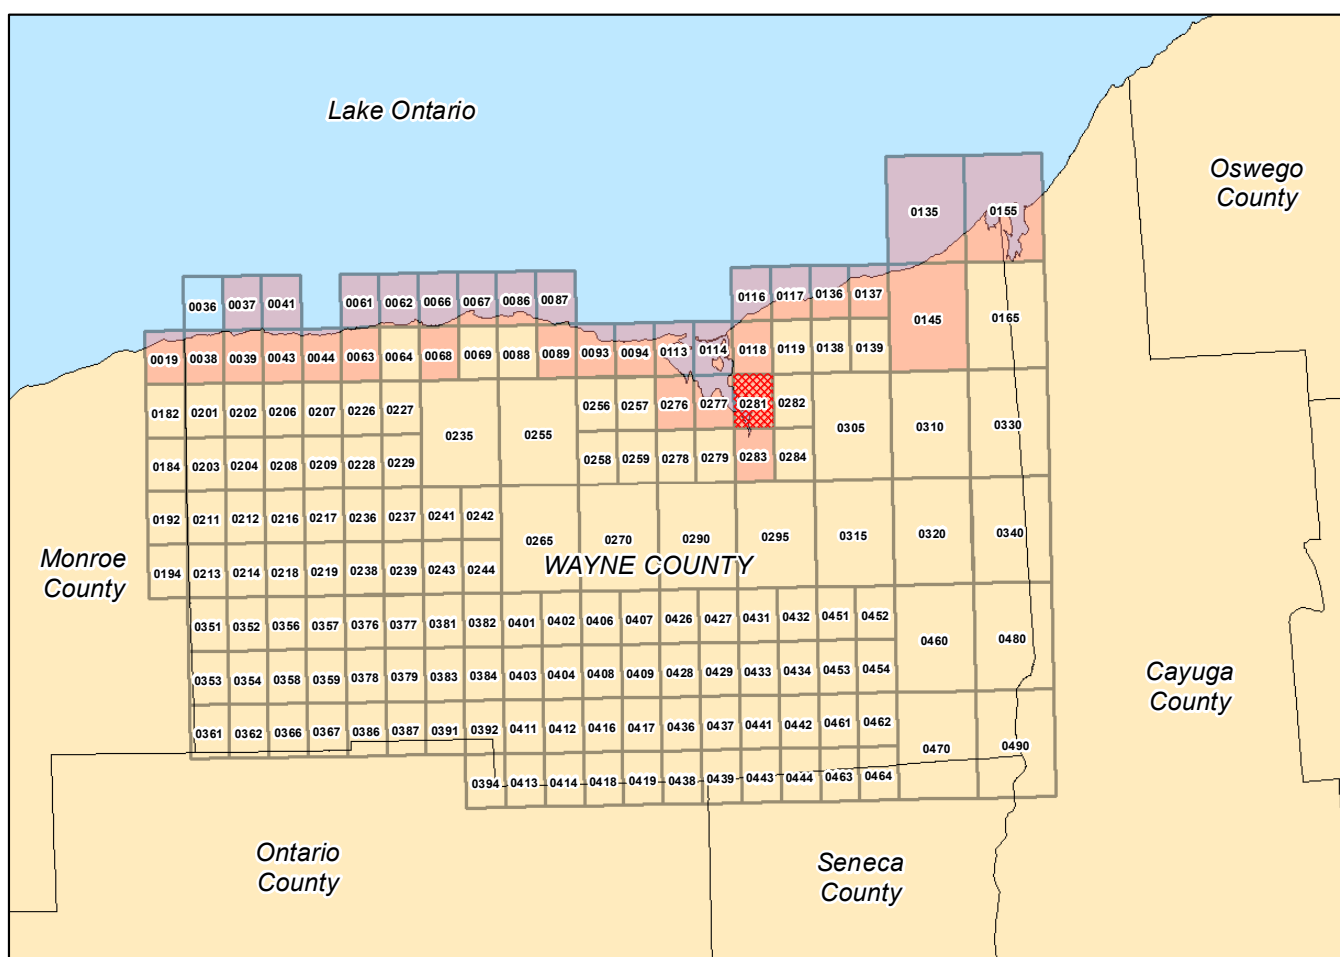 Lake Ontario
Oswego
County
0135 0155
0036 0037 0041 0061 0062 0066 0067 0086 0087 0116 0117 0136 0137
0145 0165
0019 0038 0039 0043 0044 0063 0064 0068 0069 0088 0089 0093 0094 0113 0114 0118 0119 0138 0139
0182 0201 0202 0206 0207 0226 0227 0256 0257 0276 0277 0281 0282
0235 0255 0305 0310 0330
0184 0203 0204 0208 0209 0228 0229 0258 0259 0278 0279 0283 0284
0192 0211 0212 0216 0217 0236 0237 0241 0242
0265 0270 0290 0295 0315 0320 0340
Monroe
County
WAYNE COUNTY
0194 0213 0214 0218 0219 0238 0239 0243 0244
0351 0352 0356 0357 0376 0377 0381 0382 0401 0402 0406 0407 0426 0427 0431 0432 0451 0452
0460 0480
0353 0354 0358 0359 0378 0379 0383 0384 0403 0404 0408 0409 0428 0429 0433 0434 0453 0454
Cayuga
County
0361 0362 0366 0367 0386 0387 0391 0392 0411 0412 0416 0417 0436 0437 0441 0442 0461 0462
0470 0490
0394 0413 0414 0418 0419 0438 0439 0443 0444 0463 0464
Ontario
County
Seneca
County